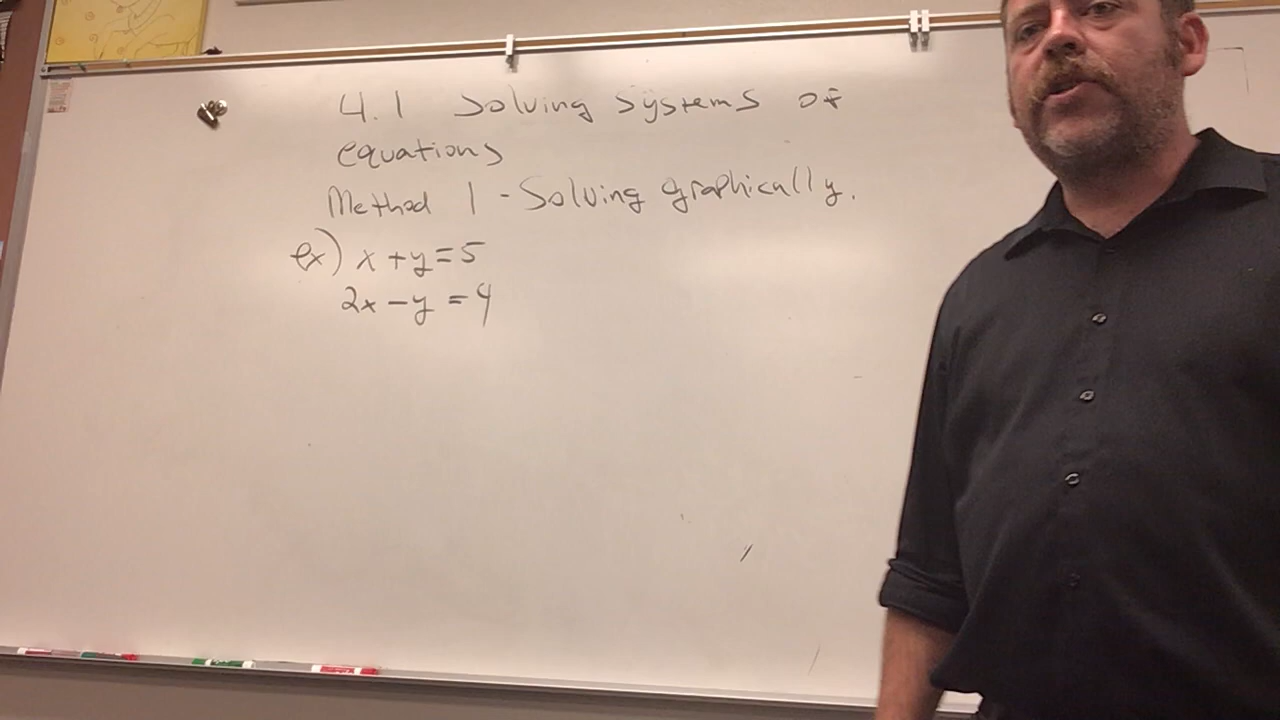 4.1 Solving systems of
equations
Method 1 - Solving graphically.
ex) x + y = 5
2x - y = 4